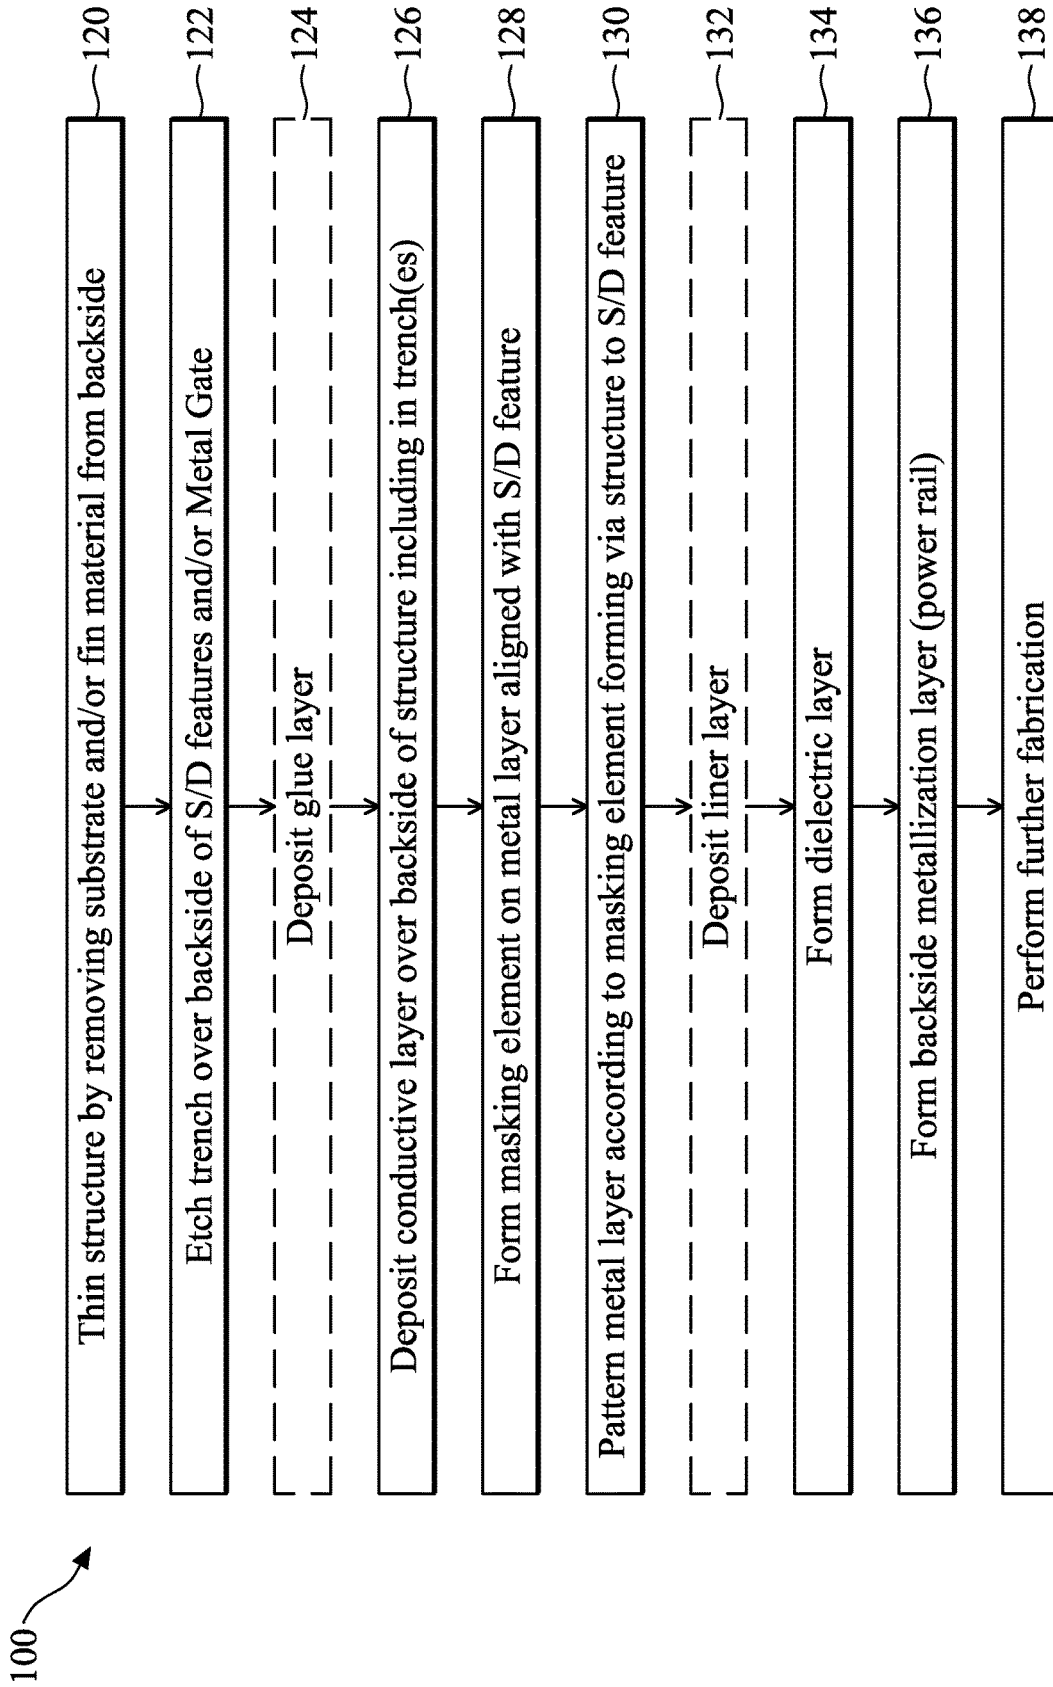 100
Thin structure by removing substrate and/or fin material from backside
120
Etch trench over backside of S/D features and/or Metal Gate
122
Deposit glue layer
124
Deposit conductive layer over backside of structure including in trench(es)
126
Form masking element on metal layer aligned with S/D feature
128
Pattern metal layer according to masking element forming via structure to S/D feature
130
Deposit liner layer
132
Form dielectric layer
134
Form backside metallization layer (power rail)
136
Perform further fabrication
138